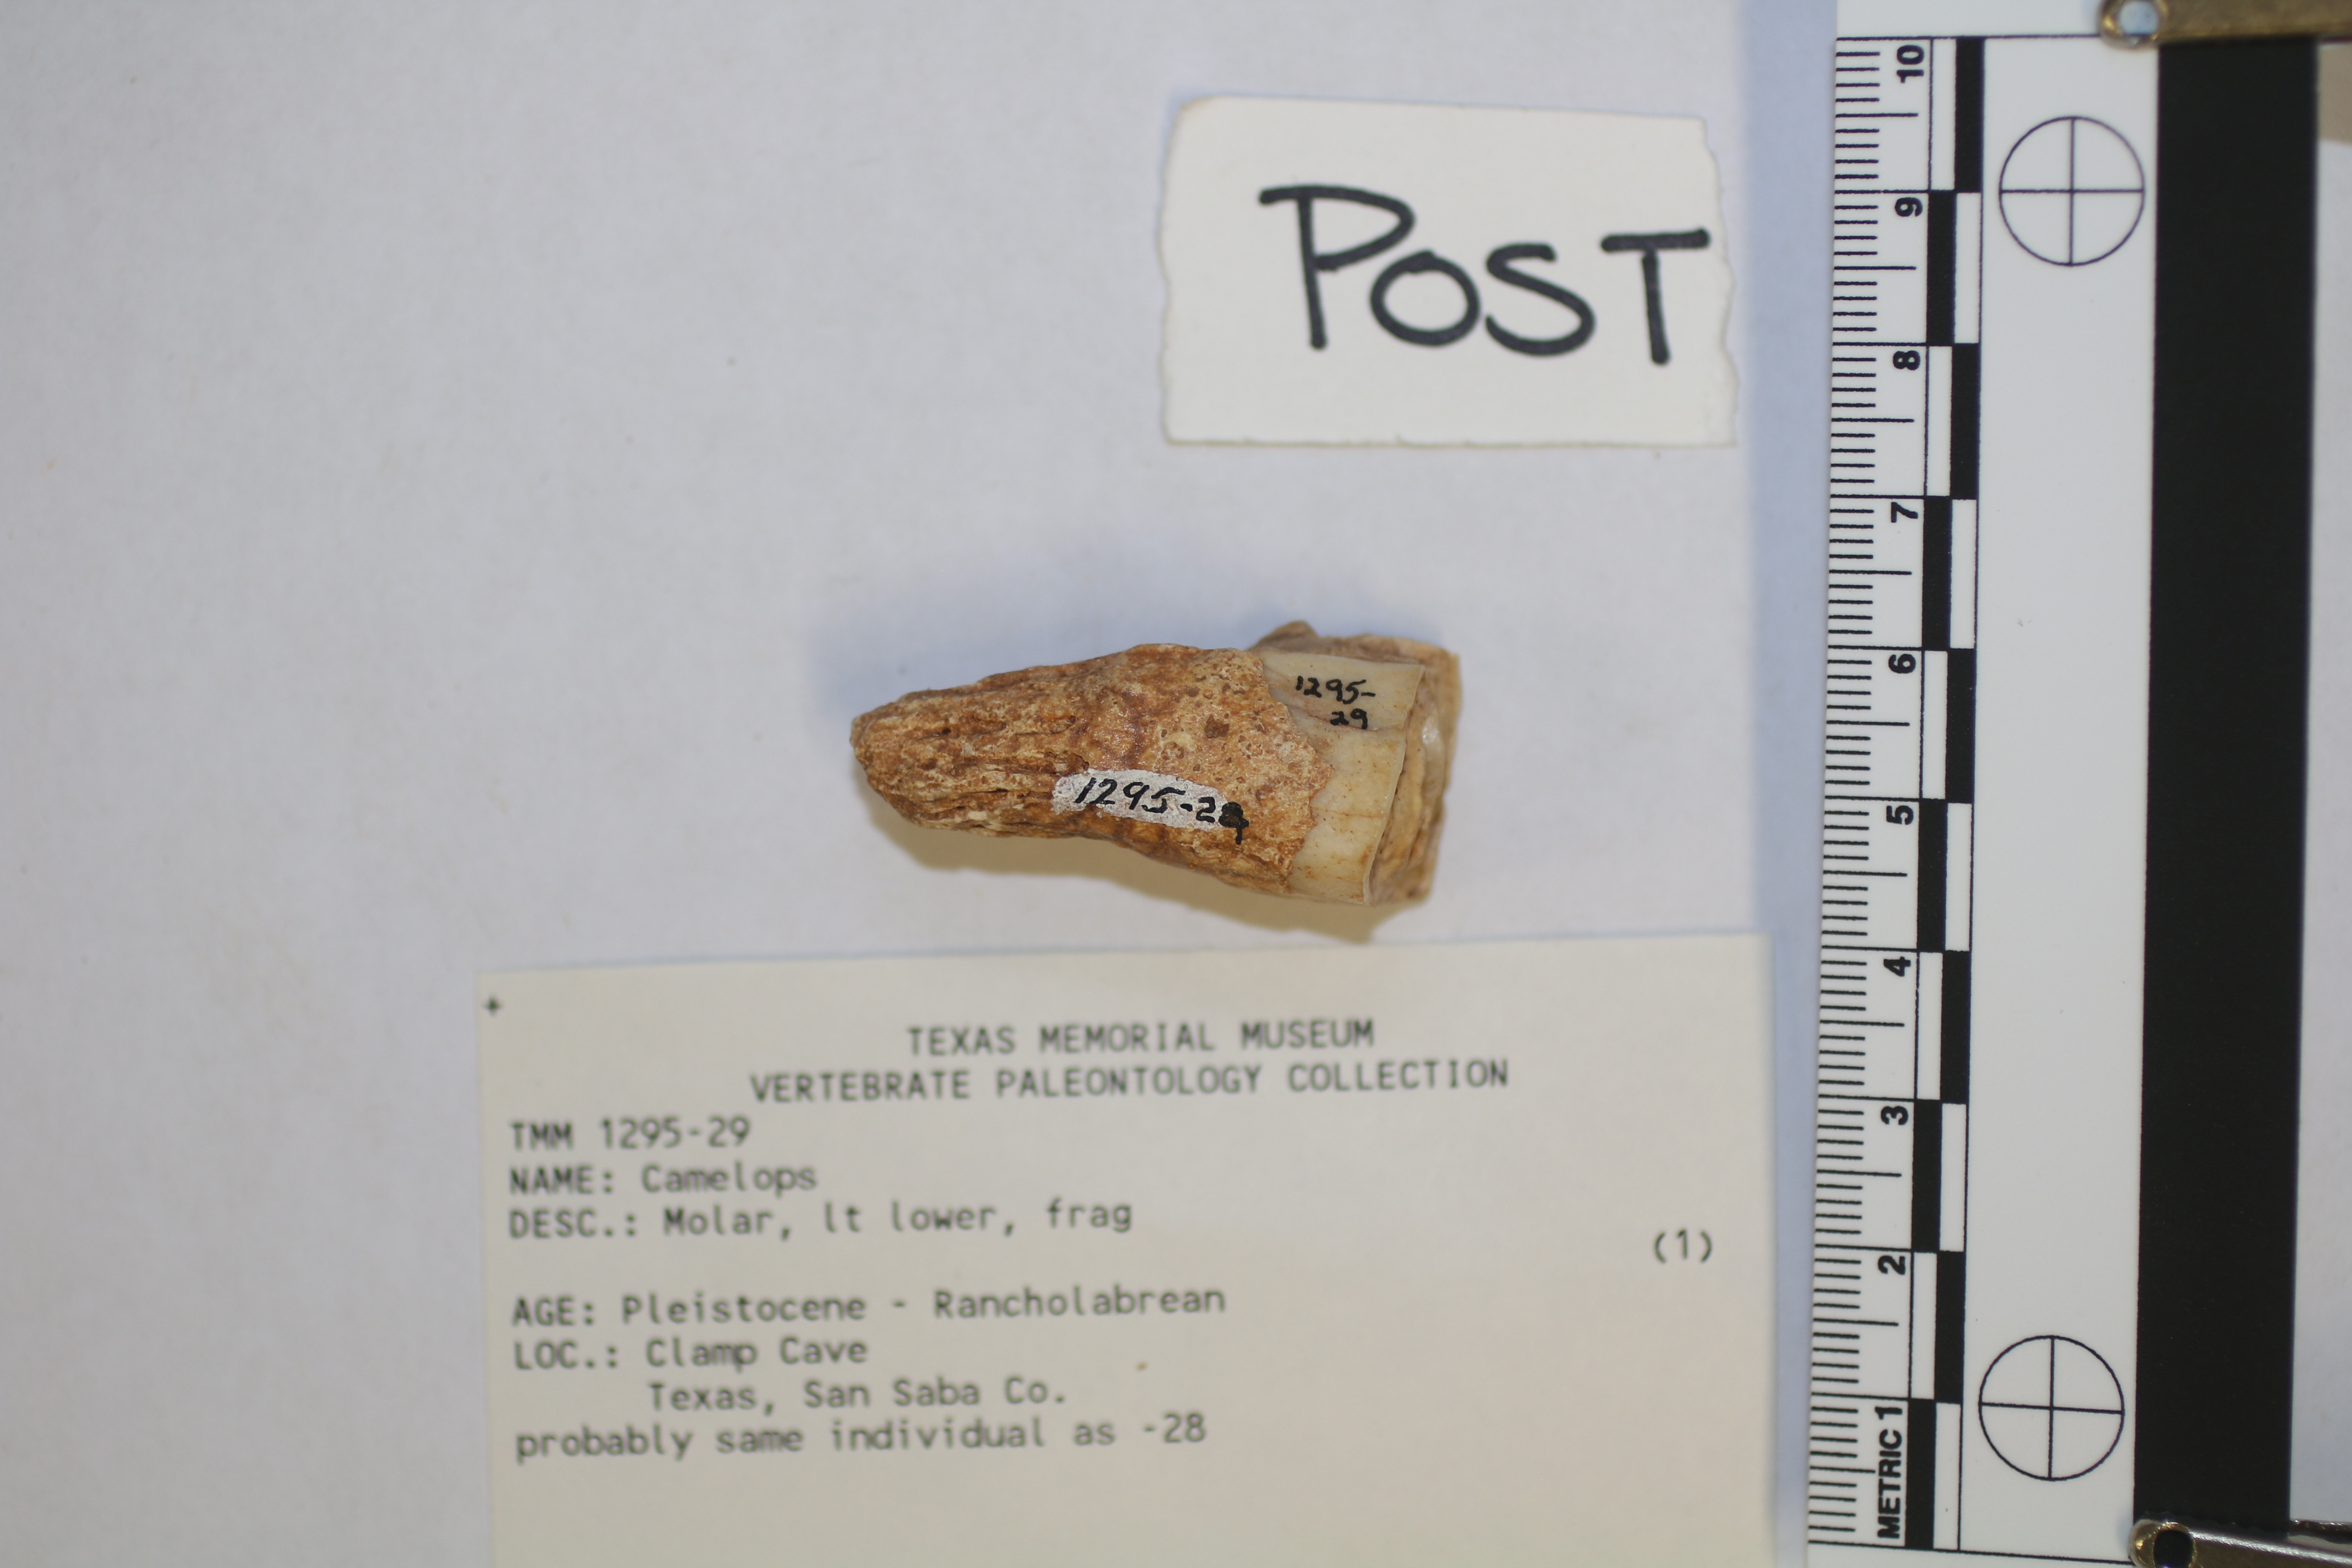 POST
1295-
29
1295-29
+
TEXAS MEMORIAL MUSEUM
VERTEBRATE PALEONTOLOGY COLLECTION
TMM 1295-29
NAME: Camelops
DESC.: Molar, lt lower, frag
(1)
AGE: Pleistocene - Rancholabrean
LOC.: Clamp Cave
Texas, San Saba Co.
probably same individual as -28
10
9
8
7
6
5
4
3
2
METRIC 1